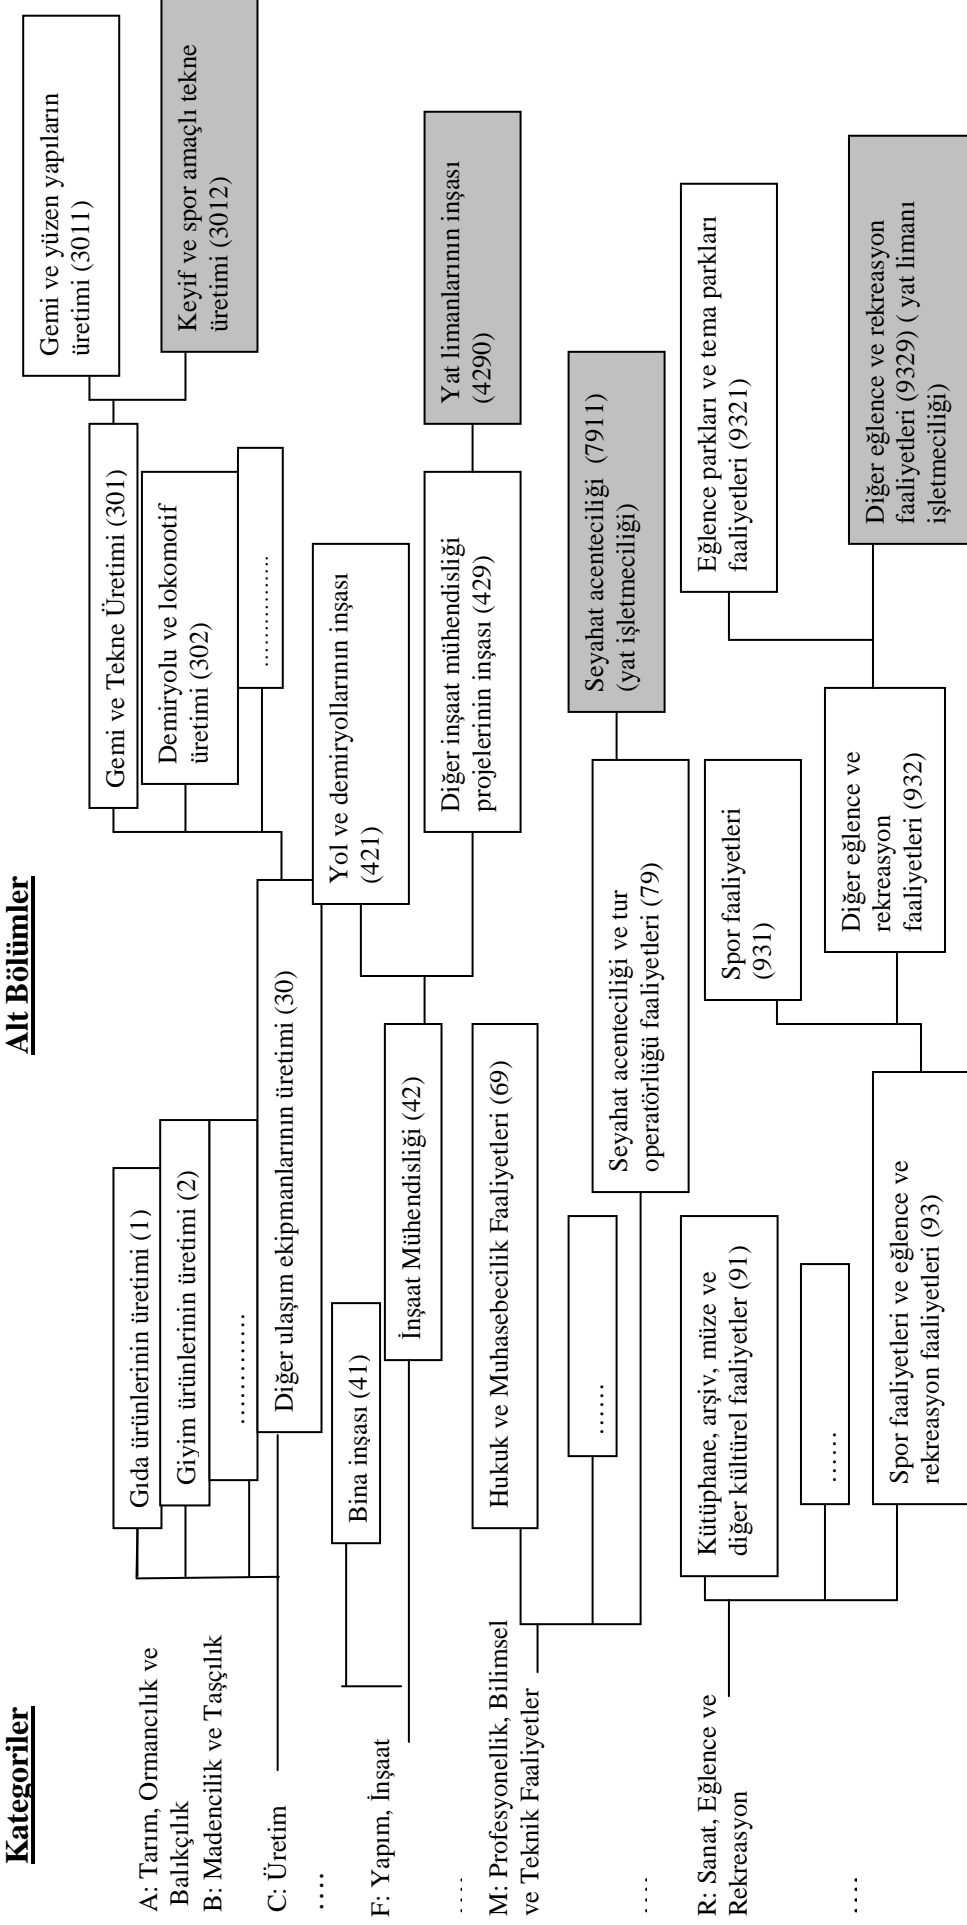 Kategoriler
Alt Bölümler
A: Tarım, Ormancılık ve
Balıkçılık
B: Madencilik ve Taşçılık
C: Üretim
....
F: Yapım, İnşaat
....
M: Profesyonellik, Bilimsel
ve Teknik Faaliyetler
....
R: Sanat, Eğlence ve
Rekreasyon
....
Gıda ürünlerinin üretimi (1)
Giyim ürünlerinin üretimi (2)
............
Diğer ulaşım ekipmanlarının üretimi (30)
Gemi ve Tekne Üretimi (301)
Demiryolu ve lokomotif
üretimi (302)
...............
Gemi ve yüzen yapıların
üretimi (3011)
Keyif ve spor amaçlı tekne
üretimi (3012)
Bina inşası (41)
İnşaat Mühendisliği (42)
Yol ve demiryollarının inşası
(421)
Diğer inşaat mühendisliği
projelerinin inşası (429)
Yat limanlarının inşası
(4290)
Hukuk ve Muhasebecilik Faaliyetleri (69)
......
Seyahat acenteciliği ve tur
operatörlüğü faaliyetleri (79)
Seyahat acenteciliği (7911)
(yat işletmeciliği)
Kütüphane, arşiv, müze ve
diğer kültürel faaliyetler (91)
......
Spor faaliyetleri ve eğlence ve
rekreasyon faaliyetleri (93)
Spor faaliyetleri
(931)
Diğer eğlence ve
rekreasyon
faaliyetleri (932)
Eğlence parkları ve tema parkları
faaliyetleri (9321)
Diğer eğlence ve rekreasyon
faaliyetleri (9329) ( yat limanı
işletmeciliği)